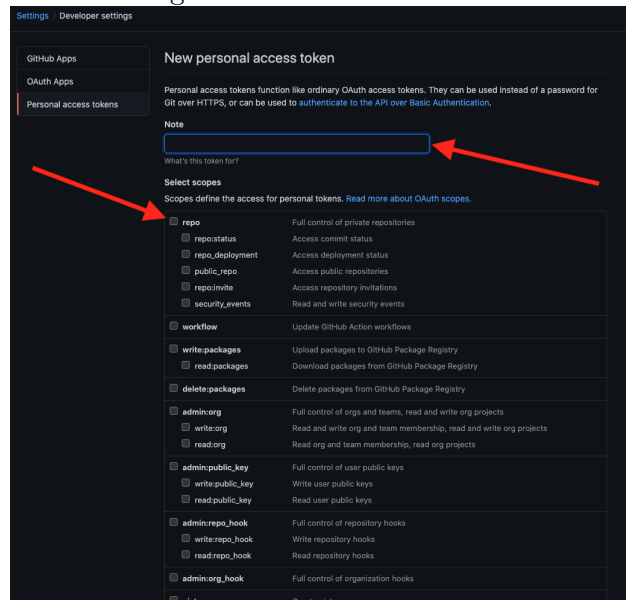 Settings / Developer settings
GitHub Apps
OAuth Apps
Personal access tokens
New personal access token
Personal access tokens function like ordinary OAuth access tokens. They can be used instead of a password for
Git over HTTPS, or can be used to authenticate to the API over Basic Authentication.
Note
What's this token for?
Select scopes
Scopes define the access for personal tokens. Read more about OAuth scopes.
repo Full control of private repositories
repo:status Access commit status
repo_deployment Access deployment status
public_repo Access public repositories
repo:invite Access repository invitations
security_events Read and write security events
workflow Update GitHub Action workflows
write:packages Upload packages to GitHub Package Registry
read:packages Download packages from GitHub Package Registry
delete:packages Delete packages from GitHub Package Registry
admin:org Full control of orgs and teams, read and write org projects
write:org Read and write org and team membership, read and write org projects
read:org Read org and team membership, read org projects
admin:public_key Full control of user public keys
write:public_key Write user public keys
read:public_key Read user public keys
admin:repo_hook Full control of repository hooks
write:repo_hook Write repository hooks
read:repo_hook Read repository hooks
admin:org_hook Full control of organization hooks